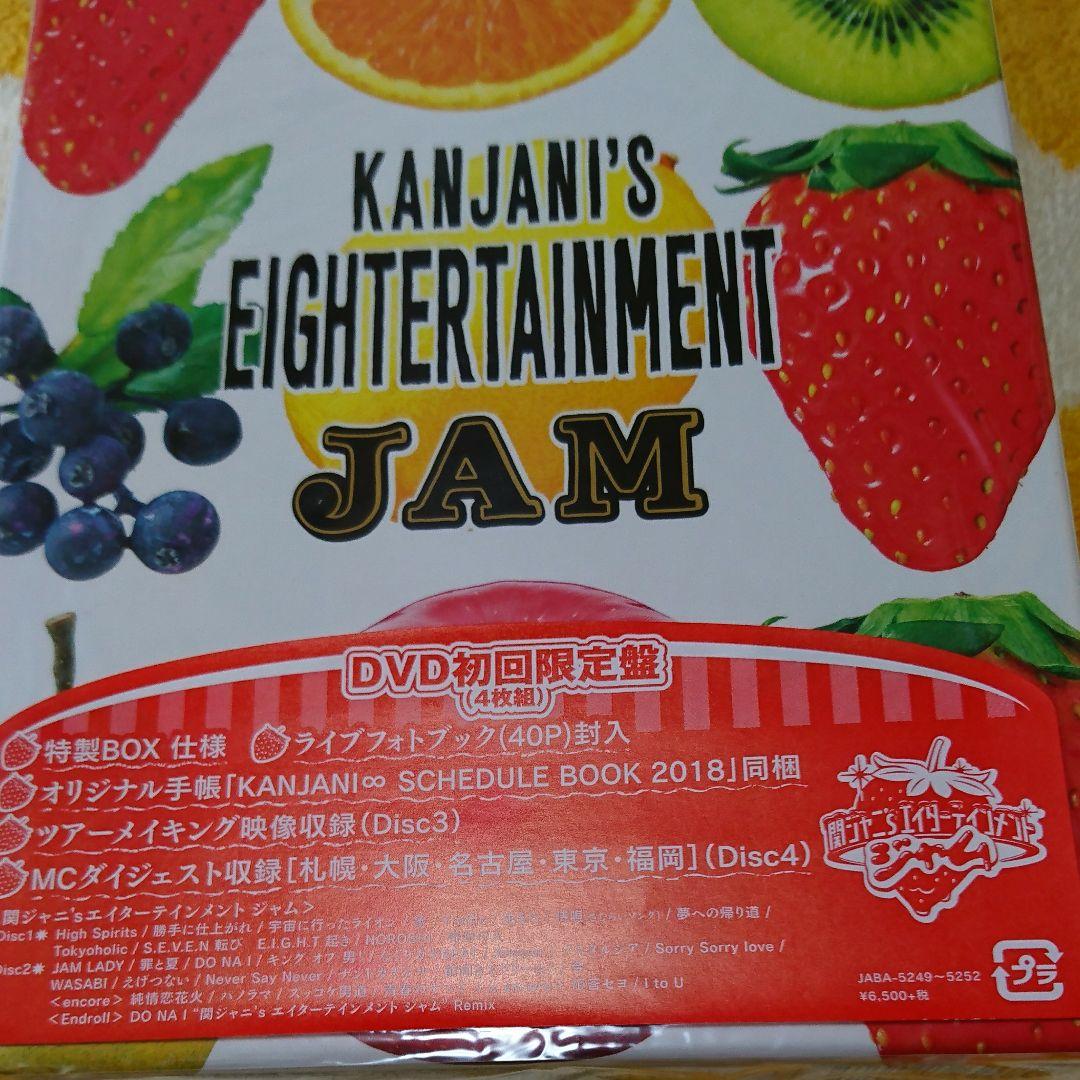 KANJANI'S
EIGHTERTAINMENT
JAM
DVD初回限定盤
(4枚組)
特製BOX 仕様 ライブフォトブック(40P)封入
オリジナル手帳「KANJANI∞ SCHEDULE BOOK 2018」同梱
ツアーメイキング映像収録(Disc3)
MCダイジェスト収録[札幌・大阪・名古屋・東京・福岡](Disc4)
関ジャニ'sエイターテインメント
ジャム
関ジャニ'sエイターテインメント ジャム>
Disc1 High Spirits / 勝手に仕上がれ / 宇宙に行ったライオン / 夢への帰り道 /
Tokyoholic / S.E.V.E.N 転び E.I.G.H.T 起き / NOROSHI
Disc2 JAM LADY / 罪と夏 / DO NA I / キング オブ 男! / Sorry Sorry love /
WASABI / えげつない / Never Say Never / / I to U
<encore> 純情恋花火 / パノラマ / ズッコケ男道
<Endroll> DO NA I "関ジャニ's エイターテインメント ジャム" Remix
プラ
JABA-5249〜5252
¥6,500+税